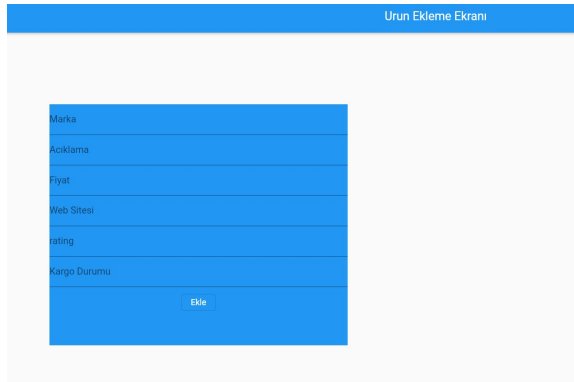 Urun Ekleme Ekranı
Marka
Acıklama
Fiyat
Web Sitesi
rating
Kargo Durumu
Ekle